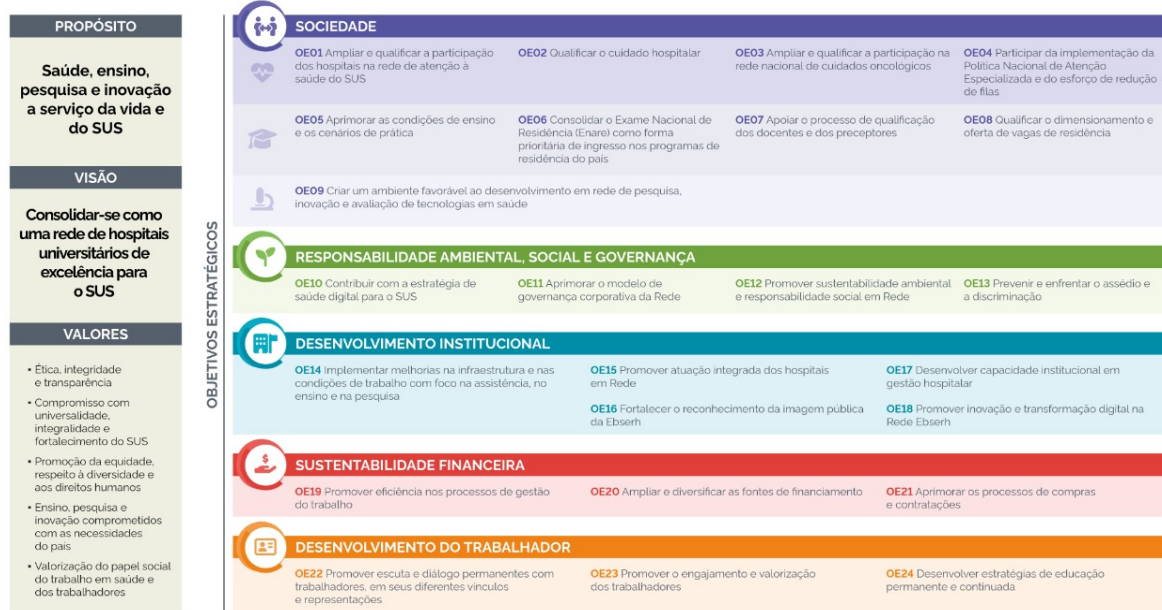 PROPÓSITO
Saúde, ensino,
pesquisa e inovação
a serviço da vida e
do SUS
VISÃO
Consolidar-se como
uma rede de hospitais
universitários de
excelência para
o SUS
VALORES
• Ética, integridade
e transparência
• Compromisso com
universalidade,
integralidade e
fortalecimento do SUS
• Promoção da equidade,
respeito à diversidade e
aos direitos humanos
• Ensino, pesquisa e
inovação comprometidos
com as necessidades
do país
• Valorização do papel social
do trabalho em saúde e
dos trabalhadores
OBJETIVOS ESTRATÉGICOS
SOCIEDADE
OE01 Ampliar e qualificar a participação
dos hospitais na rede de atenção à
saúde do SUS
OE02 Qualificar o cuidado hospitalar
OE03 Ampliar e qualificar a participação na
rede nacional de cuidados oncológicos
OE04 Participar da implementação da
Política Nacional de Atenção
Especializada e do esforço de redução
de filas
OE05 Aprimorar as condições de ensino
e os cenários de prática
OE06 Consolidar o Exame Nacional de
Residência (Enare) como forma
prioritária de ingresso nos programas de
residência do país
OE07 Apoiar o processo de qualificação
dos docentes e dos preceptores
OE08 Qualificar o dimensionamento e
oferta de vagas de residência
OE09 Criar um ambiente favorável ao desenvolvimento em rede de pesquisa,
inovação e avaliação de tecnologias em saúde
RESPONSABILIDADE AMBIENTAL, SOCIAL E GOVERNANÇA
OE10 Contribuir com a estratégia de
saúde digital para o SUS
OE11 Aprimorar o modelo de
governança corporativa da Rede
OE12 Promover sustentabilidade ambiental
e responsabilidade social em Rede
OE13 Prevenir e enfrentar o assédio e
a discriminação
DESENVOLVIMENTO INSTITUCIONAL
OE14 Implementar melhorias na infraestrutura e nas
condições de trabalho com foco na assistência, no
ensino e na pesquisa
OE15 Promover atuação integrada dos hospitais
em Rede
OE16 Fortalecer o reconhecimento da imagem pública
da Ebserh
OE17 Desenvolver capacidade institucional em
gestão hospitalar
OE18 Promover inovação e transformação digital na
Rede Ebserh
SUSTENTABILIDADE FINANCEIRA
OE19 Promover eficiência nos processos de gestão
do trabalho
OE20 Ampliar e diversificar as fontes de financiamento
OE21 Aprimorar os processos de compras
e contratações
DESENVOLVIMENTO DO TRABALHADOR
OE22 Promover escuta e diálogo permanentes com
trabalhadores, em seus diferentes vínculos
e representações
OE23 Promover o engajamento e valorização
dos trabalhadores
OE24 Desenvolver estratégias de educação
permanente e continuada